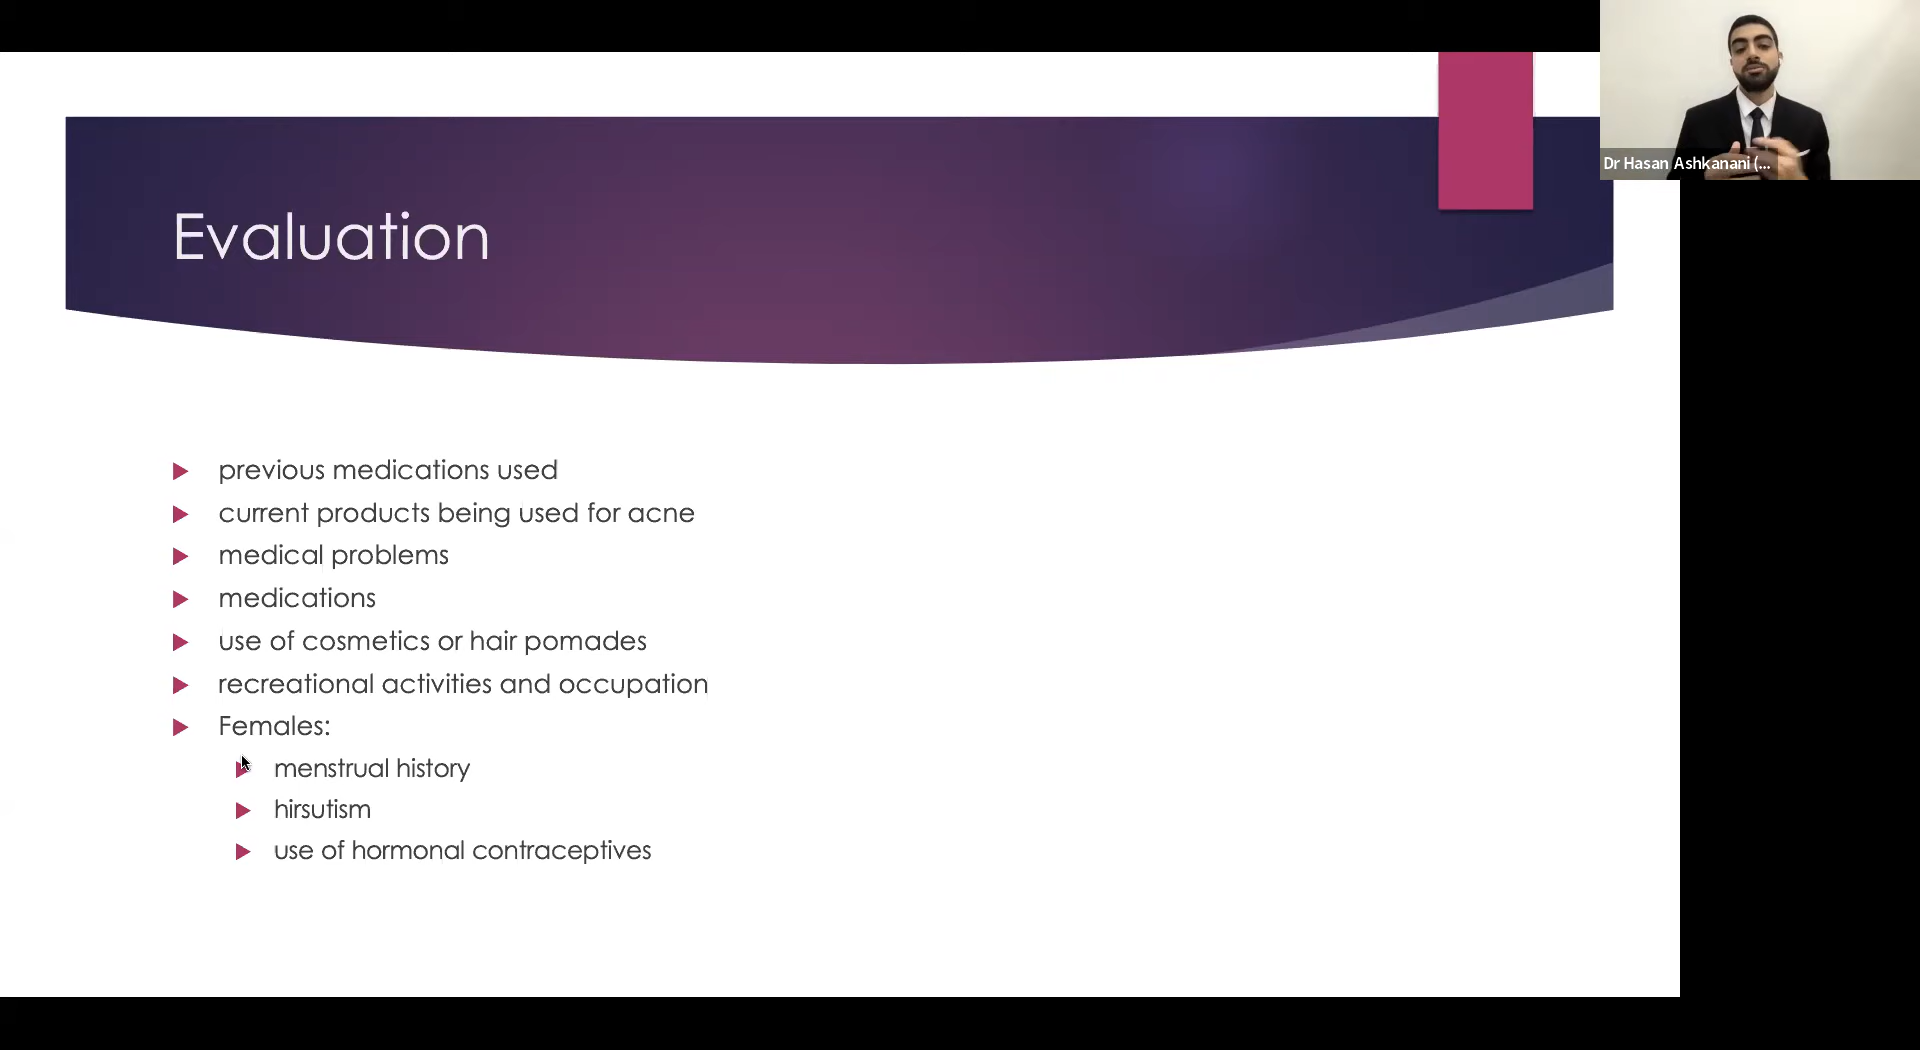 Dr Hasan Ashkanani (...
Evaluation
previous medications used
current products being used for acne
medical problems
medications
use of cosmetics or hair pomades
recreational activities and occupation
Females:
menstrual history
hirsutism
use of hormonal contraceptives